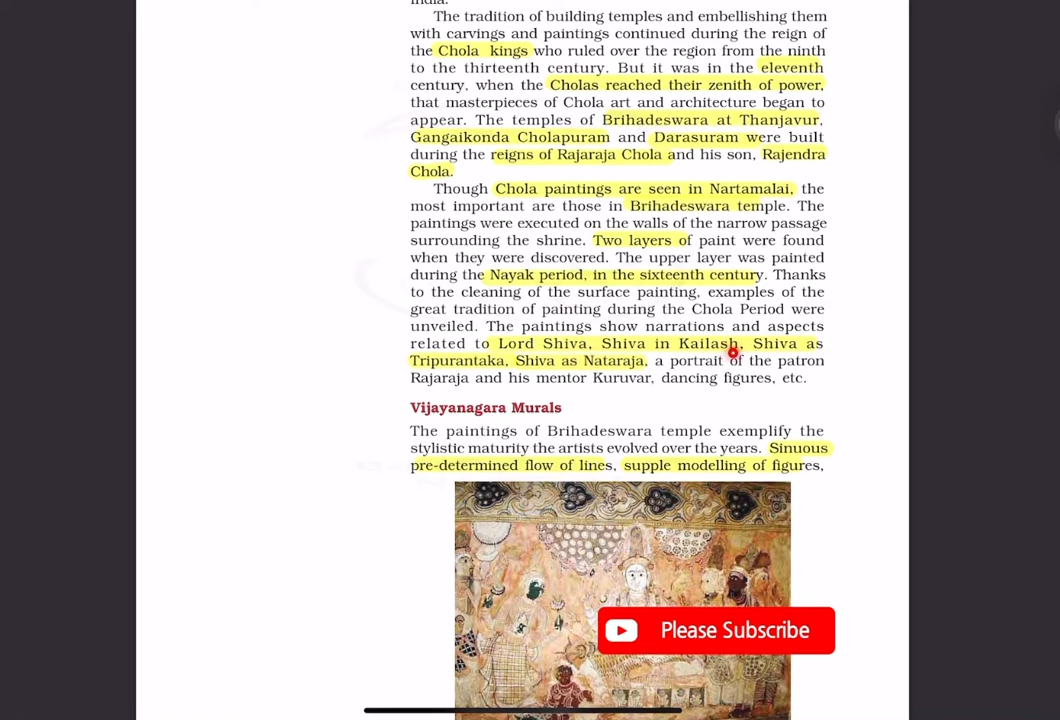 India.
The tradition of building temples and embellishing them
with carvings and paintings continued during the reign of
the Chola kings who ruled over the region from the ninth
to the thirteenth century. But it was in the eleventh
century, when the Cholas reached their zenith of power,
that masterpieces of Chola art and architecture began to
appear. The temples of Brihadeswara at Thanjavur,
Gangaikonda Cholapuram and Darasuram were built
during the reigns of Rajaraja Chola and his son, Rajendra
Chola.
Though Chola paintings are seen in Nartamalai, the
most important are those in Brihadeswara temple. The
paintings were executed on the walls of the narrow passage
surrounding the shrine. Two layers of paint were found
when they were discovered. The upper layer was painted
during the Nayak period, in the sixteenth century. Thanks
to the cleaning of the surface painting, examples of the
great tradition of painting during the Chola Period were
unveiled. The paintings show narrations and aspects
related to Lord Shiva, Shiva in Kailash, Shiva as
Tripurantaka, Shiva as Nataraja, a portrait of the patron
Rajaraja and his mentor Kuruvar, dancing figures, etc.
Vijayanagara Murals
The paintings of Brihadeswara temple exemplify the
stylistic maturity the artists evolved over the years. Sinuous
pre-determined flow of lines, supple modelling of figures,
Please Subscribe